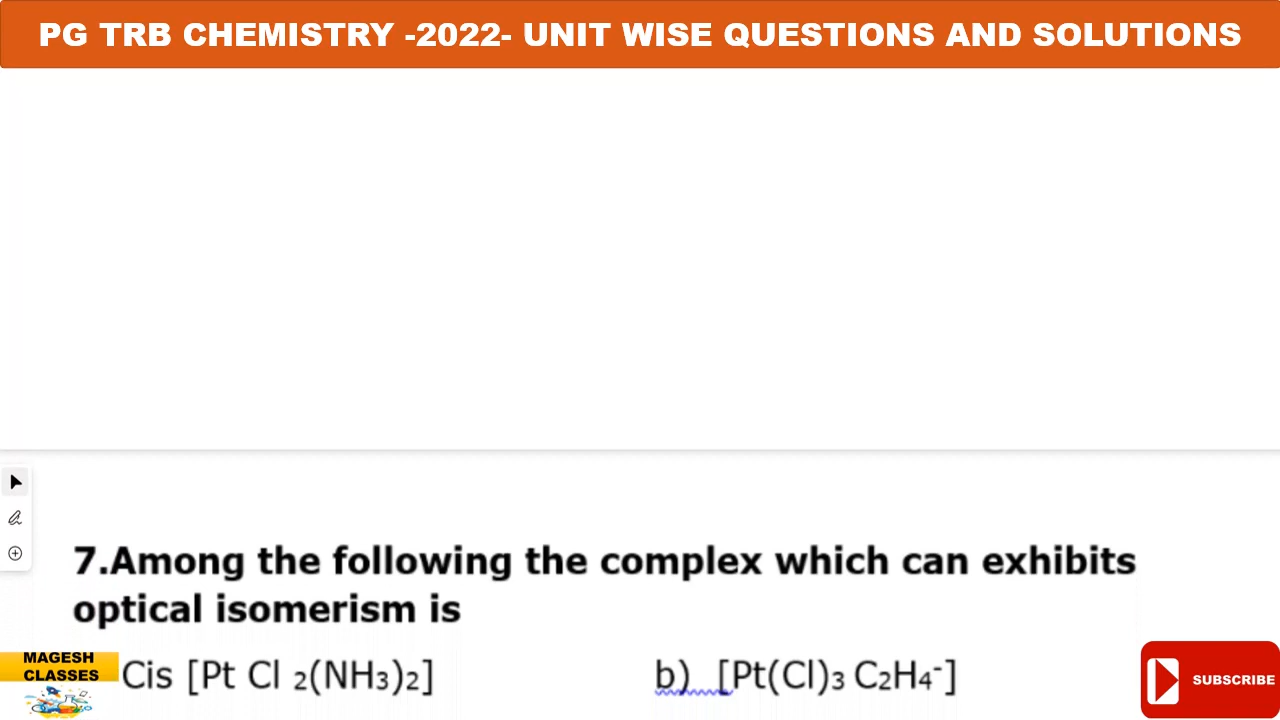 PG TRB CHEMISTRY -2022- UNIT WISE QUESTIONS AND SOLUTIONS
7.Among the following the complex which can exhibits
optical isomerism is
MAGESH
CLASSES
Cis [Pt Cl ₂(NH₃)₂]
b) [Pt(Cl)₃ C₂H₄⁻]
SUBSCRIBE